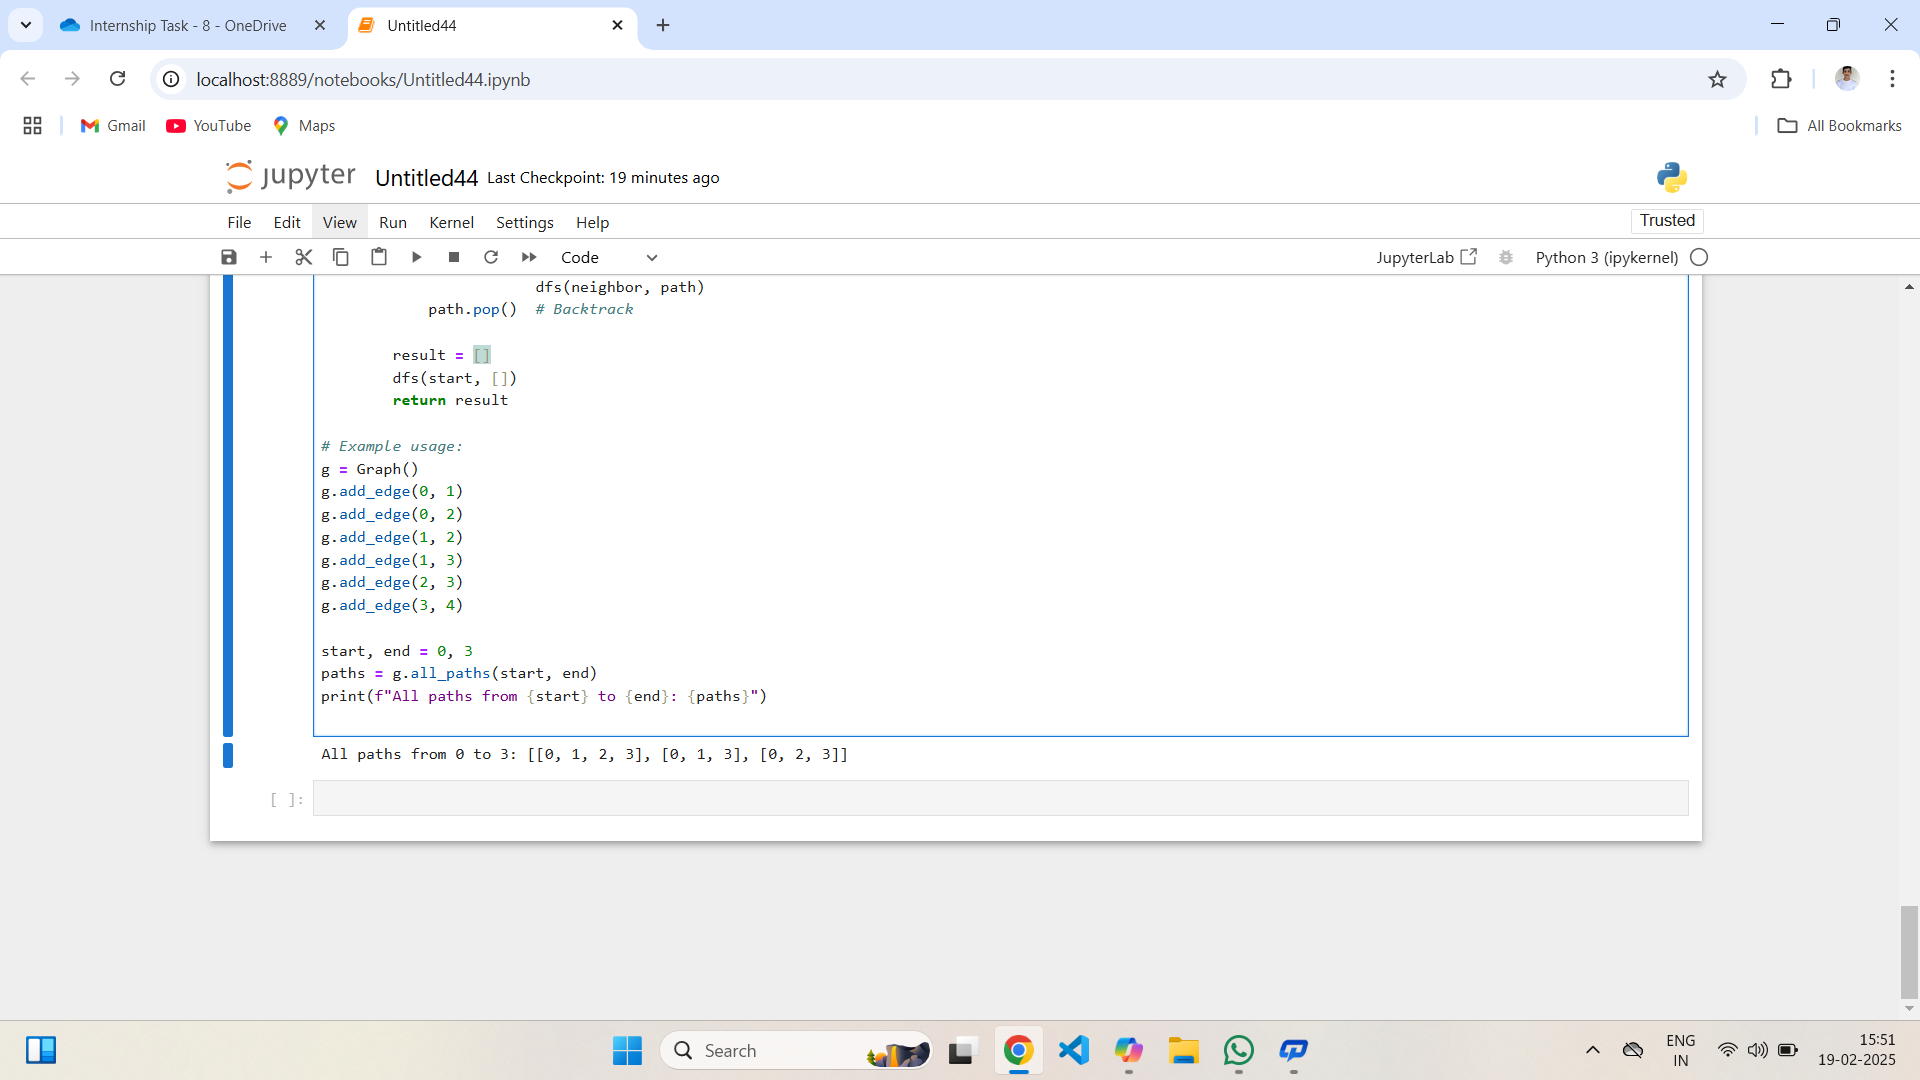 Internship Task - 8 - OneDrive
Untitled44
localhost:8889/notebooks/Untitled44.ipynb
Gmail
YouTube
Maps
All Bookmarks
jupyter
Untitled44 Last Checkpoint: 19 minutes ago
File Edit View Run Kernel Settings Help
Trusted
Code
JupyterLab
Python 3 (ipykernel)
dfs(neighbor, path)
path.pop()  # Backtrack
result = []
dfs(start, [])
return result
# Example usage:
g = Graph()
g.add_edge(0, 1)
g.add_edge(0, 2)
g.add_edge(1, 2)
g.add_edge(1, 3)
g.add_edge(2, 3)
g.add_edge(3, 4)
start, end = 0, 3
paths = g.all_paths(start, end)
print(f"All paths from {start} to {end}: {paths}")
All paths from 0 to 3: [[0, 1, 2, 3], [0, 1, 3], [0, 2, 3]]
[ ]:
Search
ENG
IN
15:51
19-02-2025